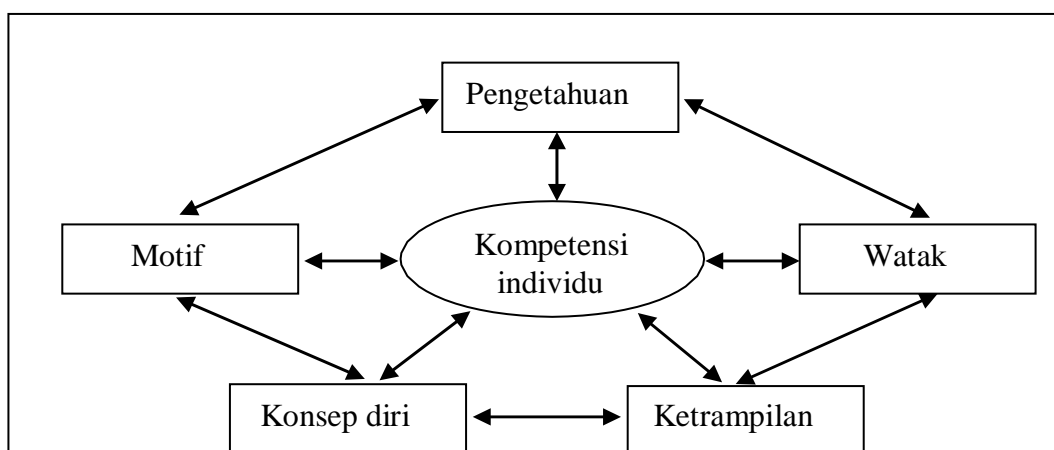 Pengetahuan
Motif
Kompetensi
individu
Watak
Konsep diri
Ketrampilan